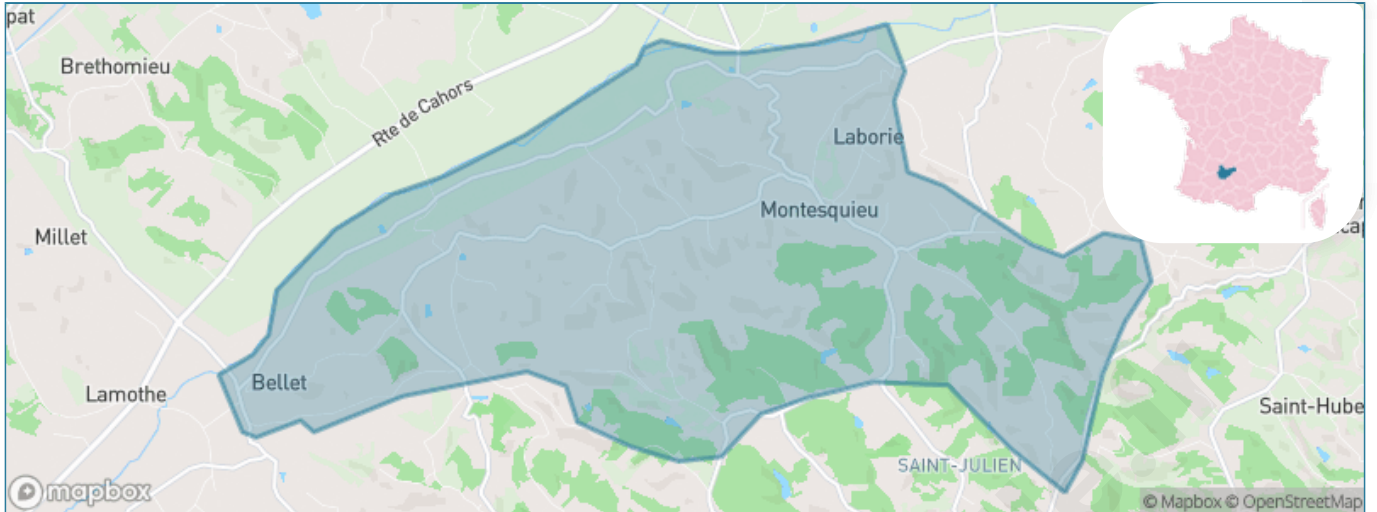 pat
Brethomieu
Rte de Cahors
Laborie
Montesquieu
Millet
Bellet
Lamothe
Saint-Hube
SAINT-JULIEN
mapbox
© Mapbox © OpenStreetMap